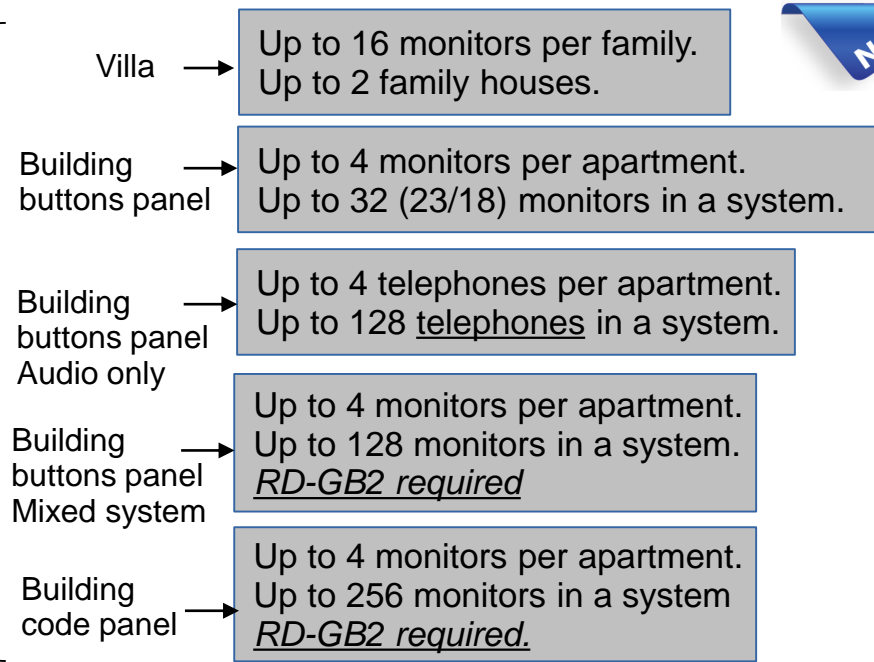 Villa
Up to 16 monitors per family.
Up to 2 family houses.
Building
buttons panel
Up to 4 monitors per apartment.
Up to 32 (23/18) monitors in a system.
Building
buttons panel
Audio only
Up to 4 telephones per apartment.
Up to 128 telephones in a system.
Building
buttons panel
Mixed system
Up to 4 monitors per apartment.
Up to 128 monitors in a system.
RD-GB2 required
Building
code panel
Up to 4 monitors per apartment.
Up to 256 monitors in a system
RD-GB2 required.